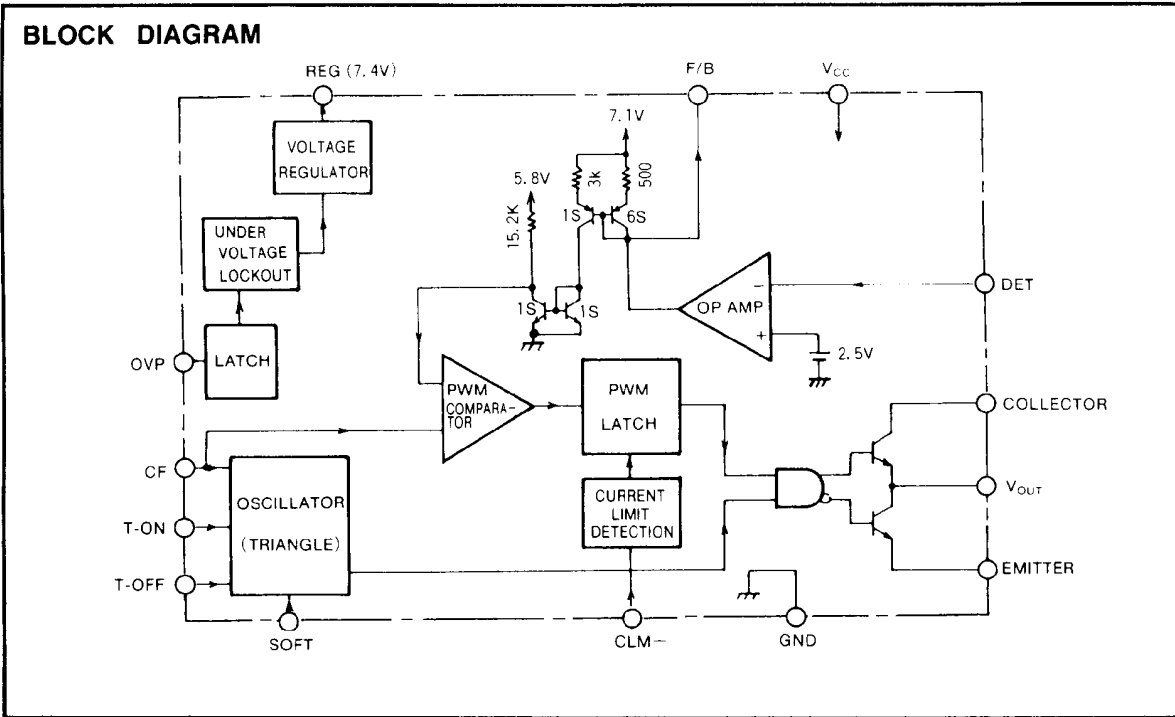 BLOCK DIAGRAM
REG (7.4V)
F/B
VCC
7.1V
VOLTAGE
REGULATOR
3k
500
5.8V
15.2K
1S
6S
UNDER
VOLTAGE
LOCKOUT
1S
1S
OP AMP
−
+
DET
2.5V
OVP
LATCH
PWM
COMPARA-
TOR
PWM
LATCH
COLLECTOR
CF
OSCILLATOR
(TRIANGLE)
CURRENT
LIMIT
DETECTION
VOUT
T-ON
T-OFF
EMITTER
SOFT
CLM−
GND